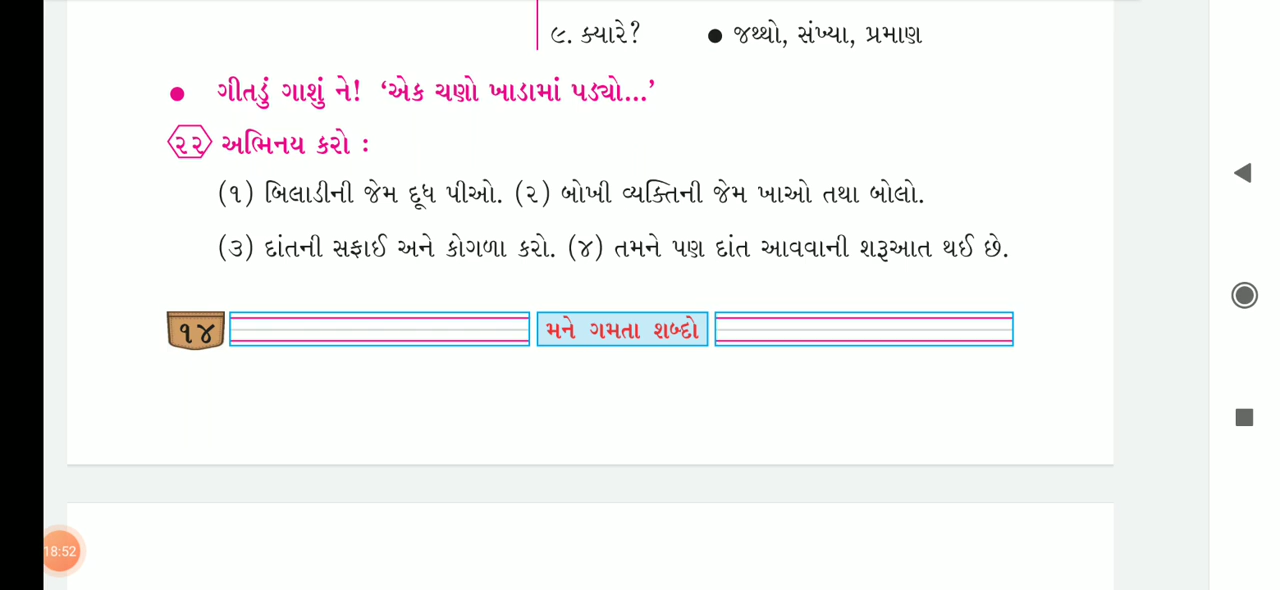 ૯. ક્યારે? ● જથ્થો, સંખ્યા, પ્રમાણ
● ગીતડું ગાશું ને! ‘એક ચણો ખાડામાં પડ્યો...’
૨૨ અભિનય કરો :
(૧) બિલાડીની જેમ દૂધ પીઓ. (૨) બોખી વ્યક્તિની જેમ ખાઓ તથા બોલો.
(૩) દાંતની સફાઈ અને કોગળા કરો. (૪) તમને પણ દાંત આવવાની શરૂઆત થઈ છે.
૧૪ મને ગમતા શબ્દો
18:52